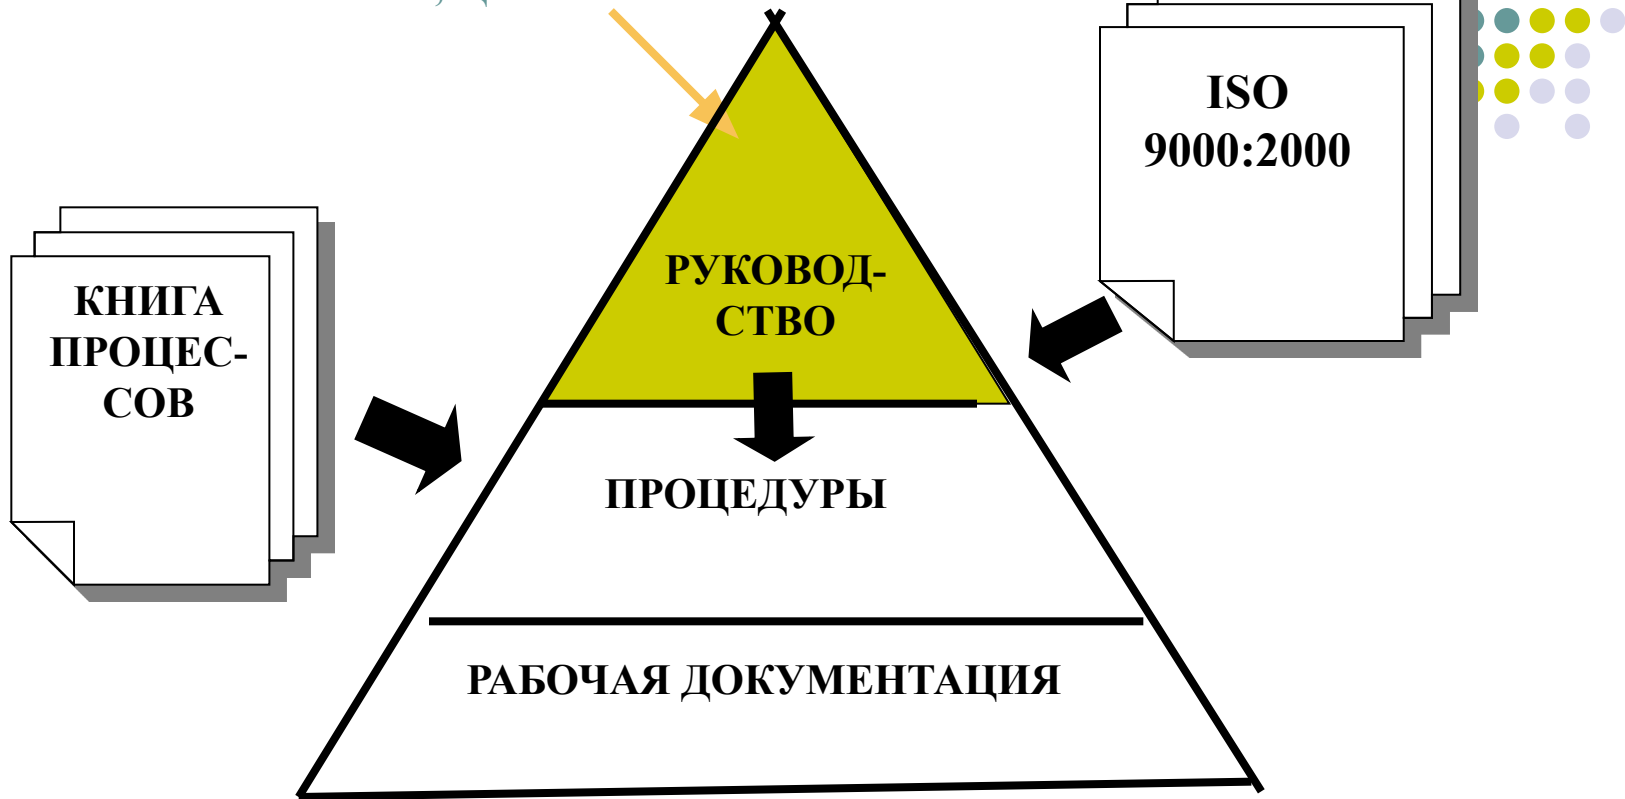 ISO
9000:2000
РУКОВОД-
СТВО
КНИГА
ПРОЦЕС-
СОВ
ПРОЦЕДУРЫ
РАБОЧАЯ ДОКУМЕНТАЦИЯ